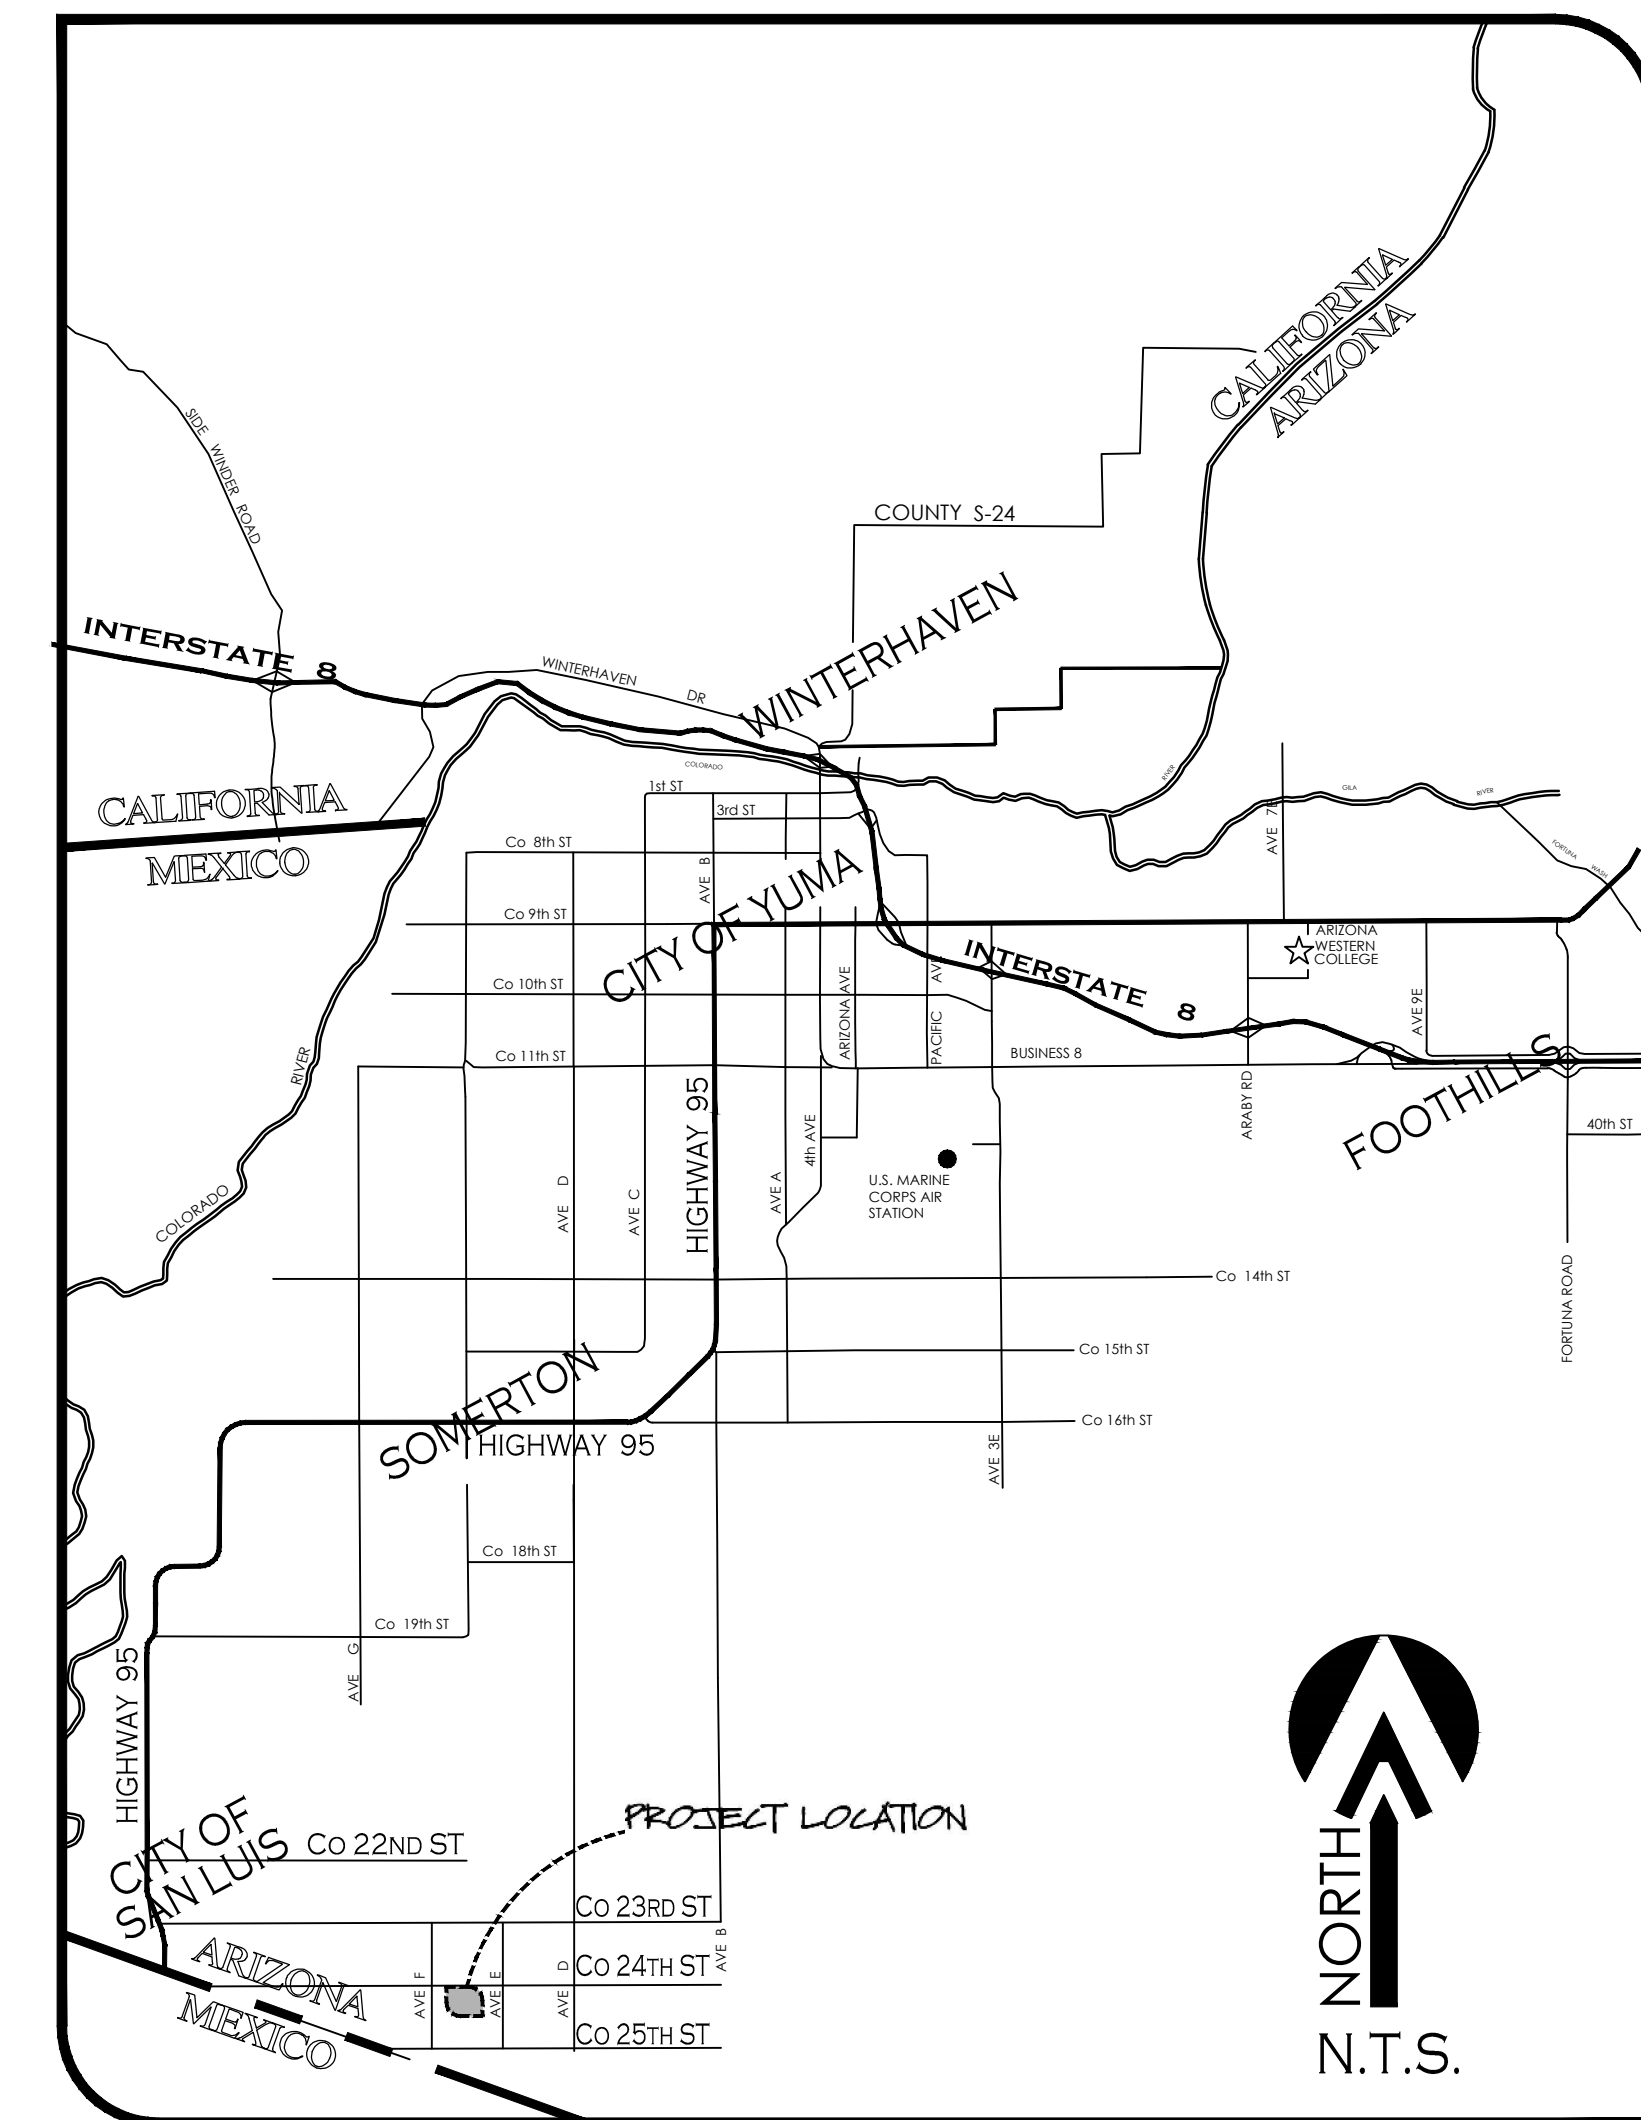 CALIFORNIA
ARIZONA
SIDE WINDER ROAD
COUNTY S-24
WINTERHAVEN
INTERSTATE 8
WINTERHAVEN DR
COLORADO
RIVER
1st ST
3rd ST
GILA RIVER
AVE 7E
FORTUNA WASH
CALIFORNIA
MEXICO
Co 8th ST
AVE B
CITY OF YUMA
Co 9th ST
ARIZONA
WESTERN
COLLEGE
INTERSTATE 8
Co 10th ST
ARIZONA AVE
PACIFIC AVE
AVE 9E
Co 11th ST
BUSINESS 8
RIVER
COLORADO
HIGHWAY 95
4th AVE
ARABY RD
FOOTHILLS
40th ST
AVE D
AVE C
AVE A
U.S. MARINE
CORPS AIR
STATION
Co 14th ST
FORTUNA ROAD
Co 15th ST
SOMERTON
HIGHWAY 95
Co 16th ST
AVE 3E
Co 18th ST
Co 19th ST
AVE G
HIGHWAY 95
PROJECT LOCATION
CITY OF
SAN LUIS
Co 22ND ST
Co 23RD ST
AVE B
ARIZONA
MEXICO
AVE F
AVE E
AVE D
Co 24TH ST
Co 25TH ST
NORTH
N.T.S.